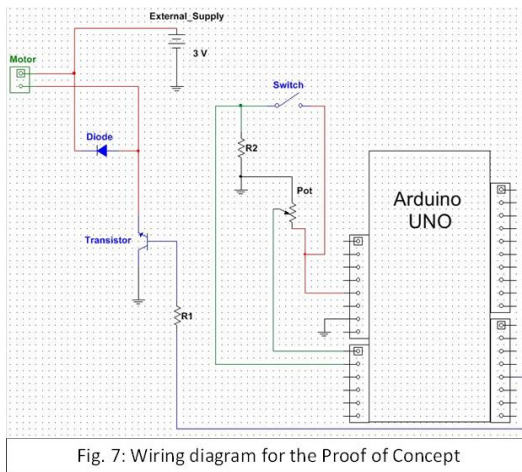 External_Supply
3 V
Motor
Switch
Diode
R2
Pot
Arduino
UNO
Transistor
R1
Fig. 7: Wiring diagram for the Proof of Concept